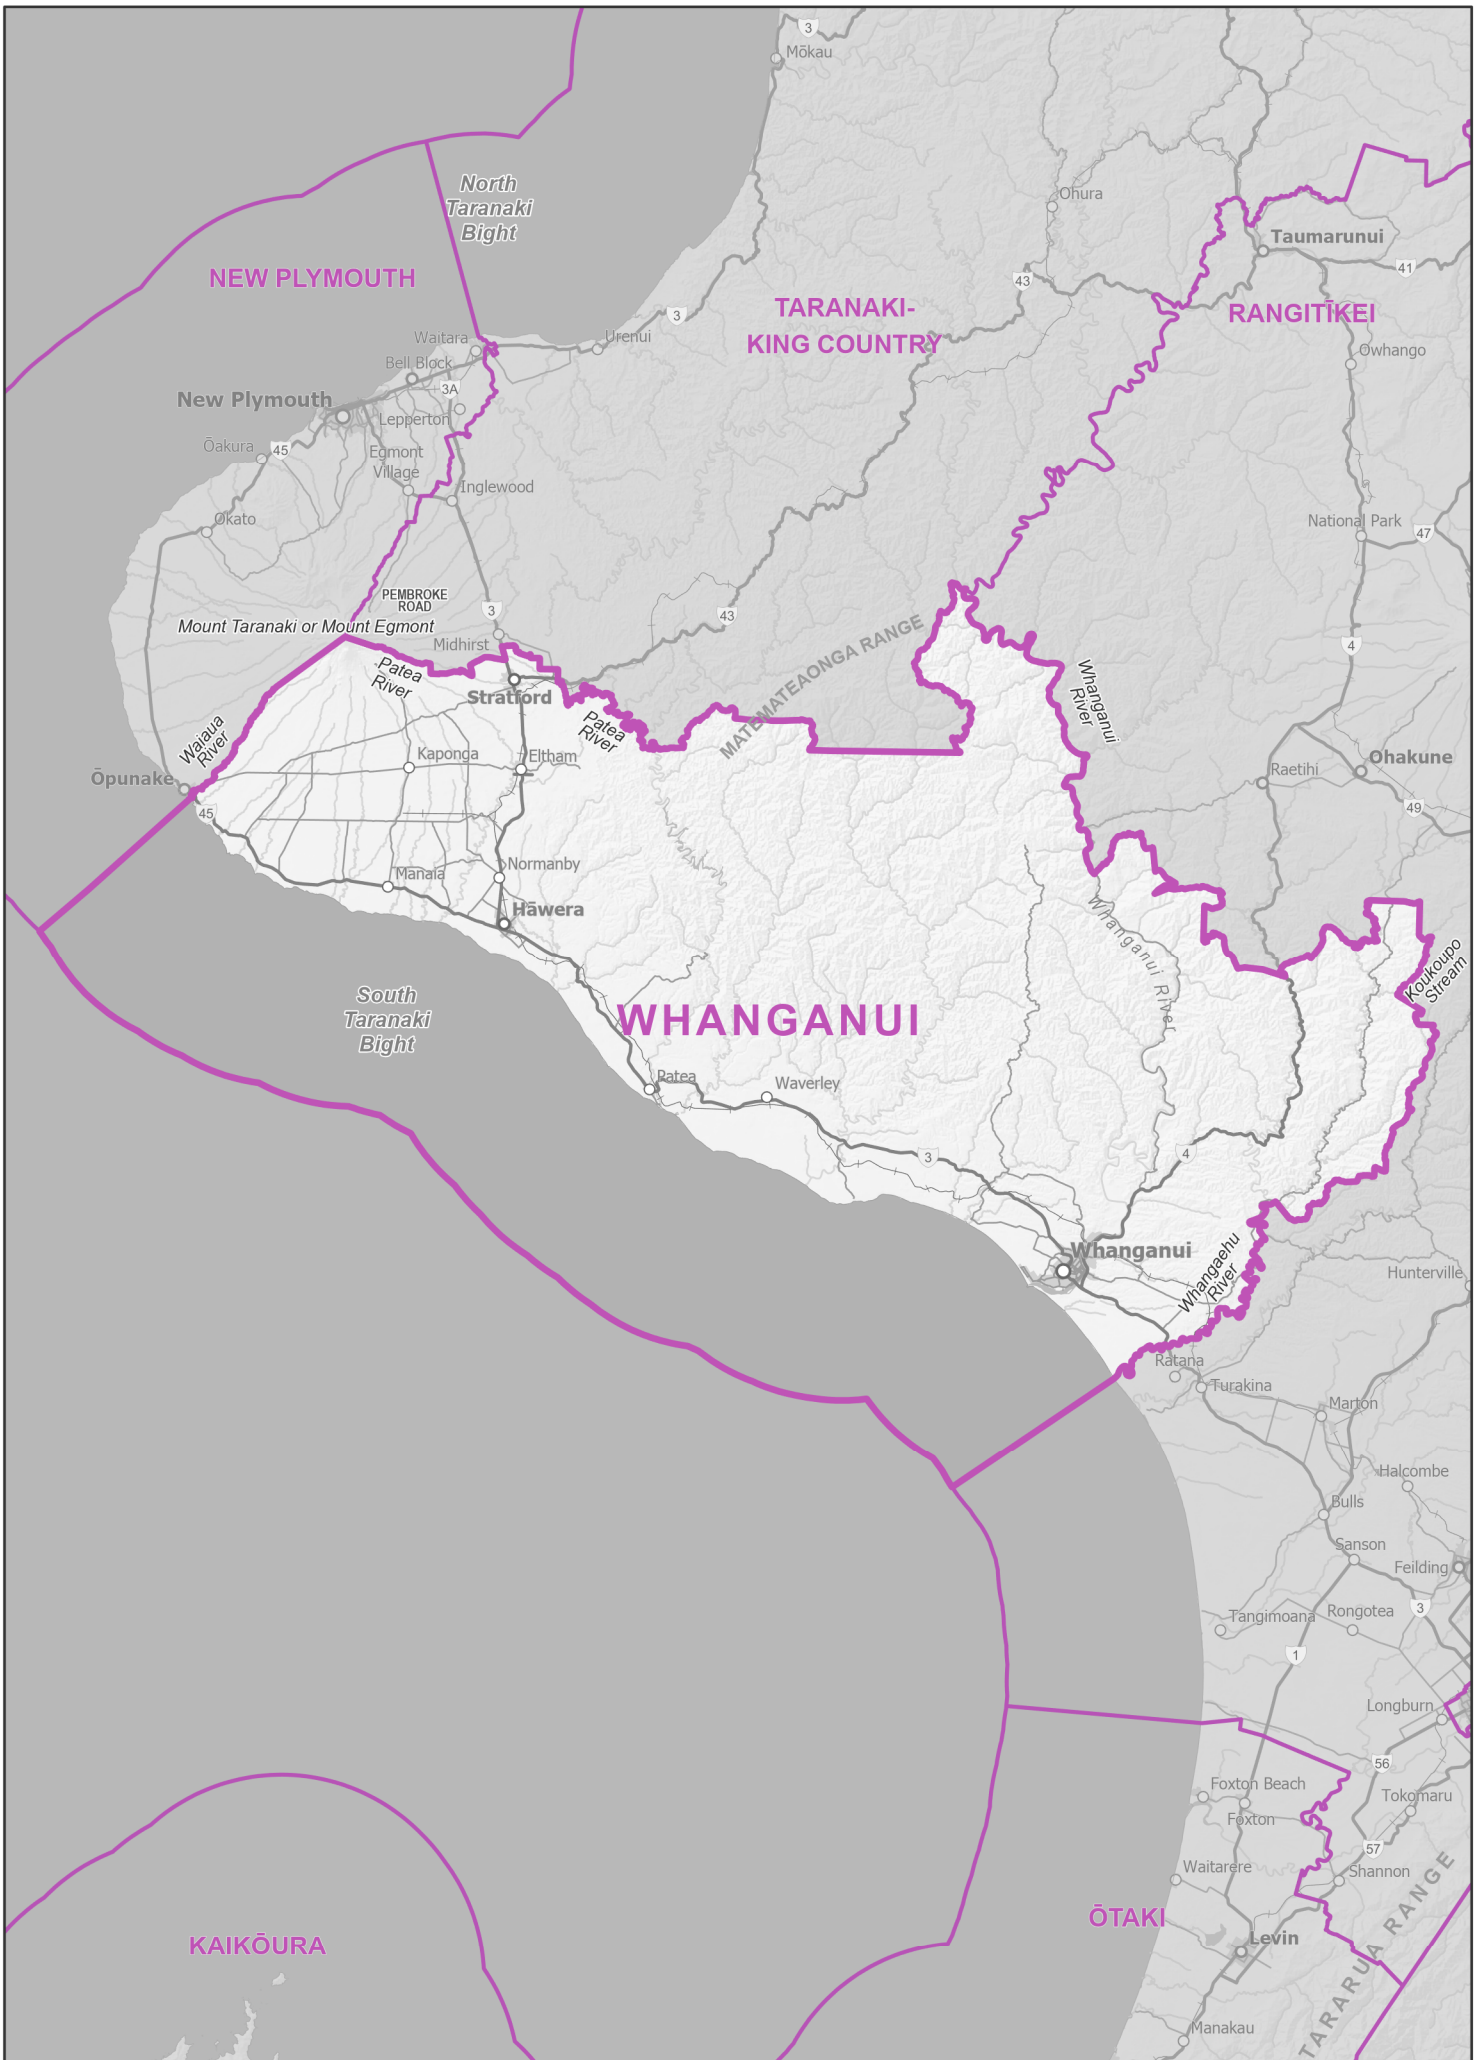 3
Mōkau
North
Taranaki
Bight
Ohura
Taumarunui
41
NEW PLYMOUTH
43
TARANAKI-
KING COUNTRY
RANGITĪKEI
3
Waitara
Urenui
Bell Block
3A
Owhango
New Plymouth
Lepperton
Ōakura
45
Egmont
Village
Inglewood
Okato
National Park
47
PEMBROKE
ROAD
3
43
Mount Taranaki or Mount Egmont
Midhirst
4
MATEMATEAONGA RANGE
Patea
River
Stratford
Whanganui
River
Patea
River
Waiaua
River
Kaponga
Eltham
Ōpunake
Ohakune
Raetihi
45
49
Normanby
Manaia
Hāwera
Whanganui River
Koukoupo
Stream
South
Taranaki
Bight
WHANGANUI
Patea
Waverley
3
4
Whanganui
Whangaehu
River
Hunterville
Ratana
Turakina
Marton
Halcombe
Bulls
Sanson
Feilding
Tangimoana
Rongotea
3
1
Longburn
56
Foxton Beach
Tokomaru
Foxton
57
Waitarere
Shannon
ŌTAKI
KAIKŌURA
Levin
TARARUA RANGE
Manakau